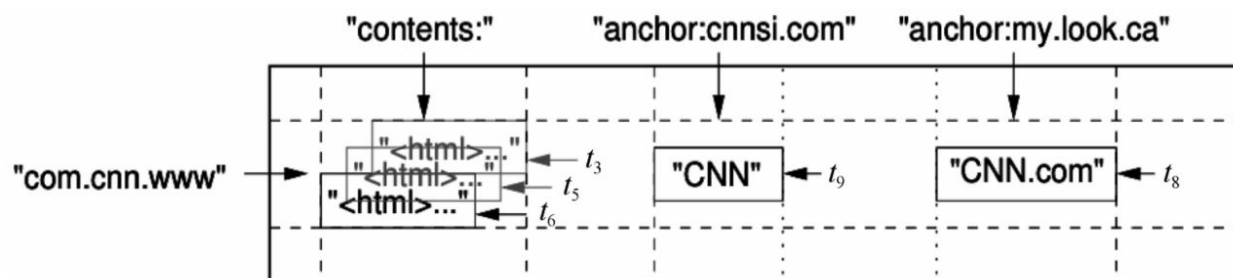 "contents:" "anchor:cnnsi.com" "anchor:my.look.ca"
"<html>..." t3
"com.cnn.www" "<html>..." t5 "CNN" t9 "CNN.com" t8
"<html>..." t6